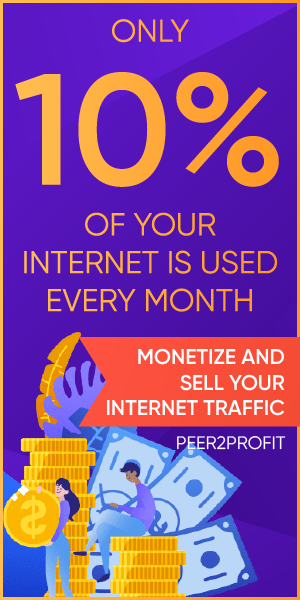 ONLY
10%
OF YOUR
INTERNET IS USED
EVERY MONTH
MONETIZE AND
SELL YOUR
INTERNET TRAFFIC
PEER2PROFIT